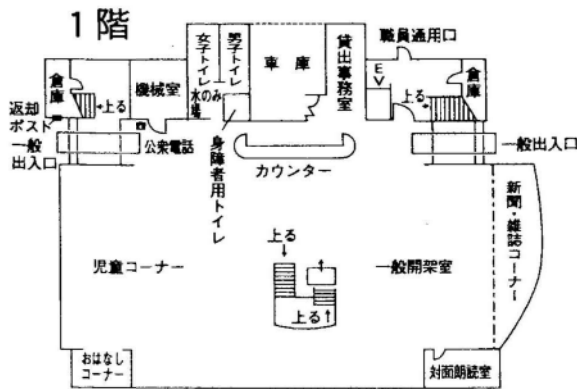 1階
女子トイレ
男子トイレ
車庫
貸出事務室
職員通用口
倉庫
上る
機械室
水のみ場
E
上る
倉庫
返却ポスト
一般出入口
公衆電話
身障者用トイレ
カウンター
一般出入口
新聞・雑誌コーナー
児童コーナー
上る
一般開架室
上る
おはなし
コーナー
対面朗読室